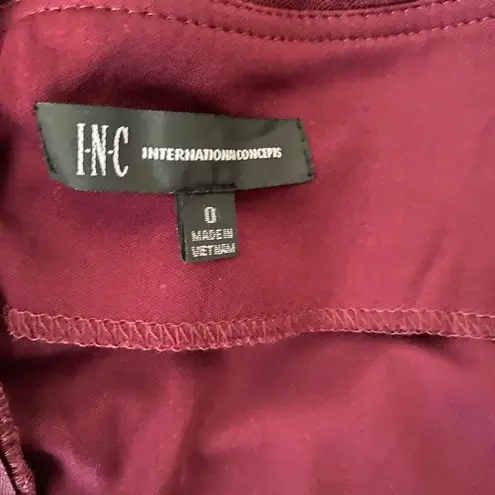 I·N·C INTERNATIONAL CONCEPTS
0
MADE IN
VIETNAM